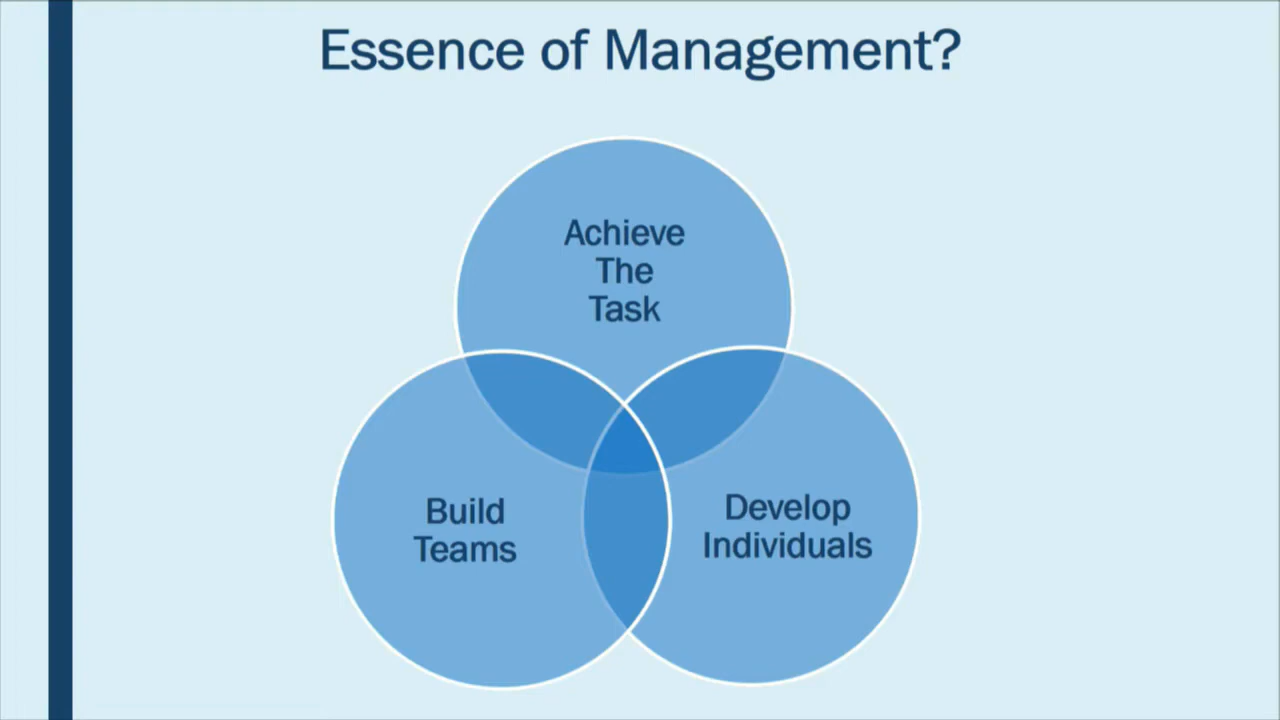 Essence of Management?
Achieve
The
Task
Build
Teams
Develop
Individuals